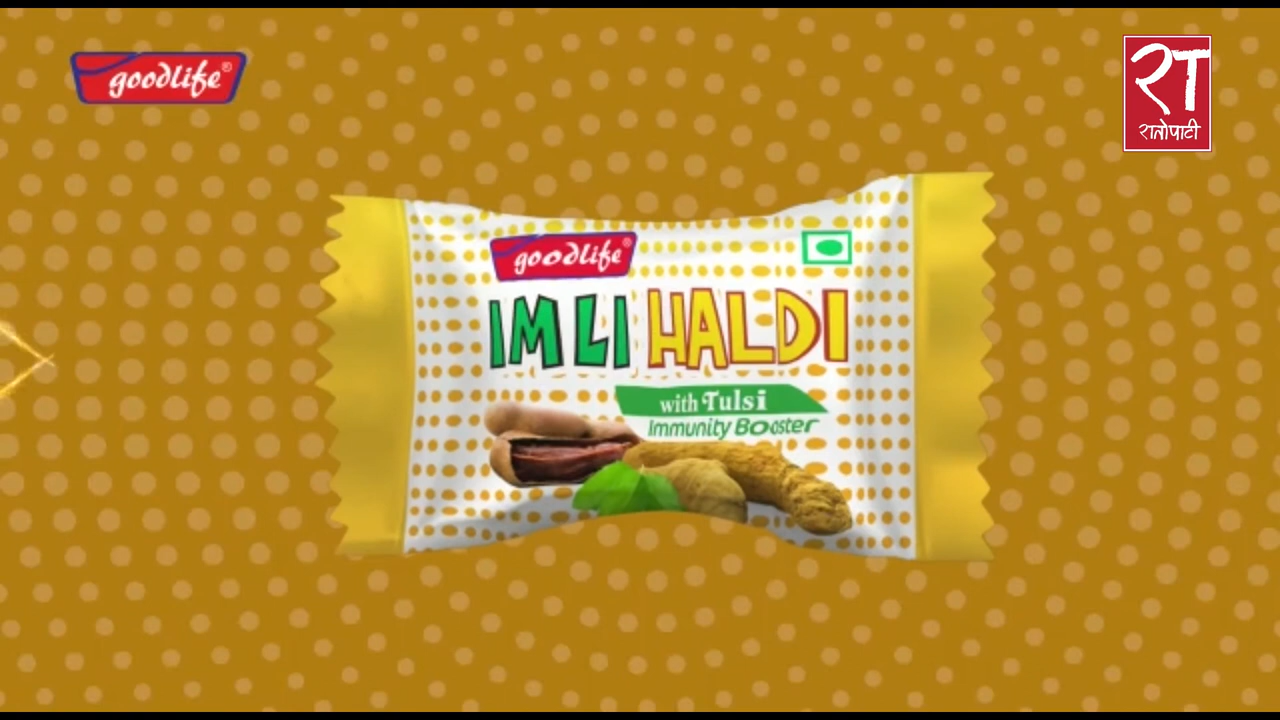 goodlife®
रा
रातोपाटी
goodlife®
IMLI HALDI
with Tulsi
Immunity Booster